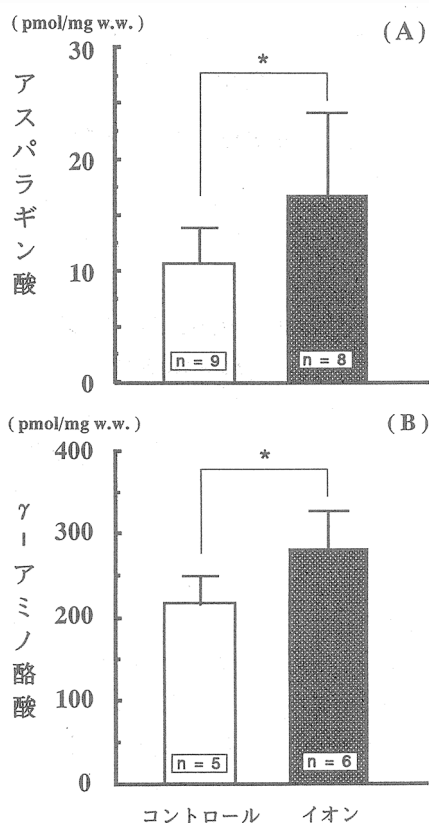 (pmol/mg w.w.)
(A)
アスパラギン酸
30
20
10
0
*
n = 9
n = 8
(pmol/mg w.w.)
(B)
γ-アミノ酪酸
400
300
200
100
0
*
n = 5
n = 6
コントロール イオン